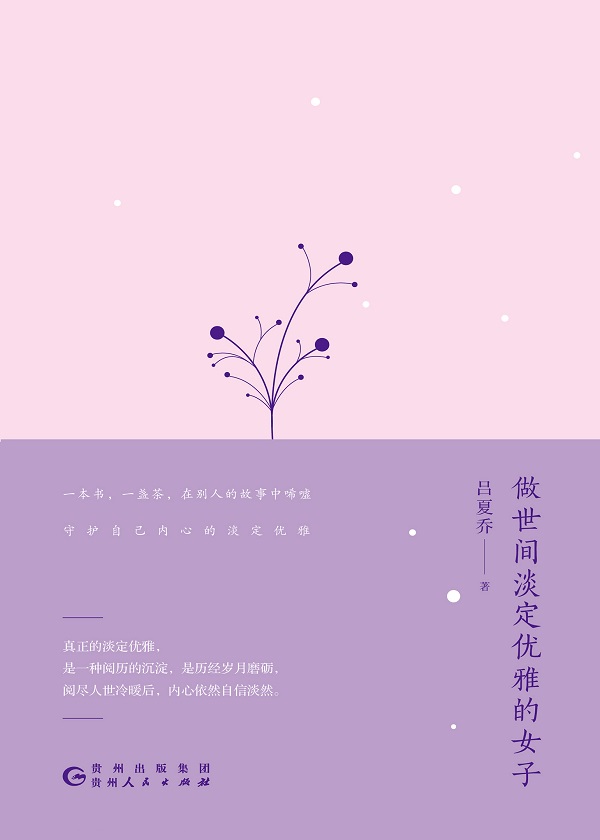 做世间淡定优雅的女子
吕夏乔——著
一本书，一盏茶，在别人的故事中唏嘘
守护自己内心的淡定优雅
真正的淡定优雅，
是一种阅历的沉淀，是历经岁月磨砺，
阅尽人世冷暖后，内心依然自信淡然。
贵州出版集团
贵州人民出版社